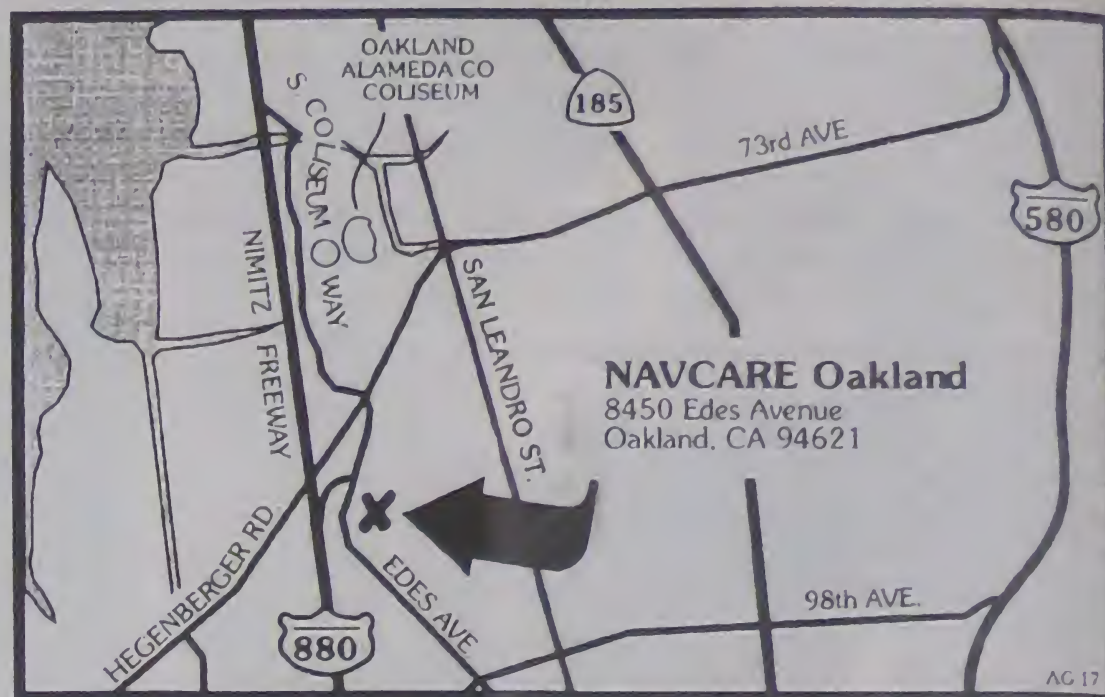 OAKLAND
ALAMEDA CO
COLISEUM
185
73rd AVE
580
S. COLISEUM WAY
NIMITZ FREEWAY
SAN LEANDRO ST.
NAVCARE Oakland
8450 Edes Avenue
Oakland, CA 94621
HEGENBERGER RD.
880
EDES AVE.
98th AVE.
AG 17